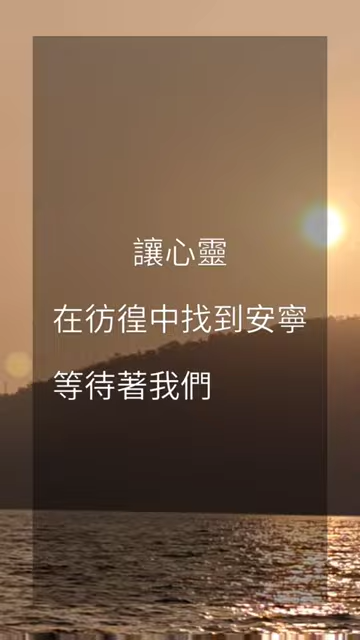 讓心靈
在彷徨中找到安寧
等待著我們